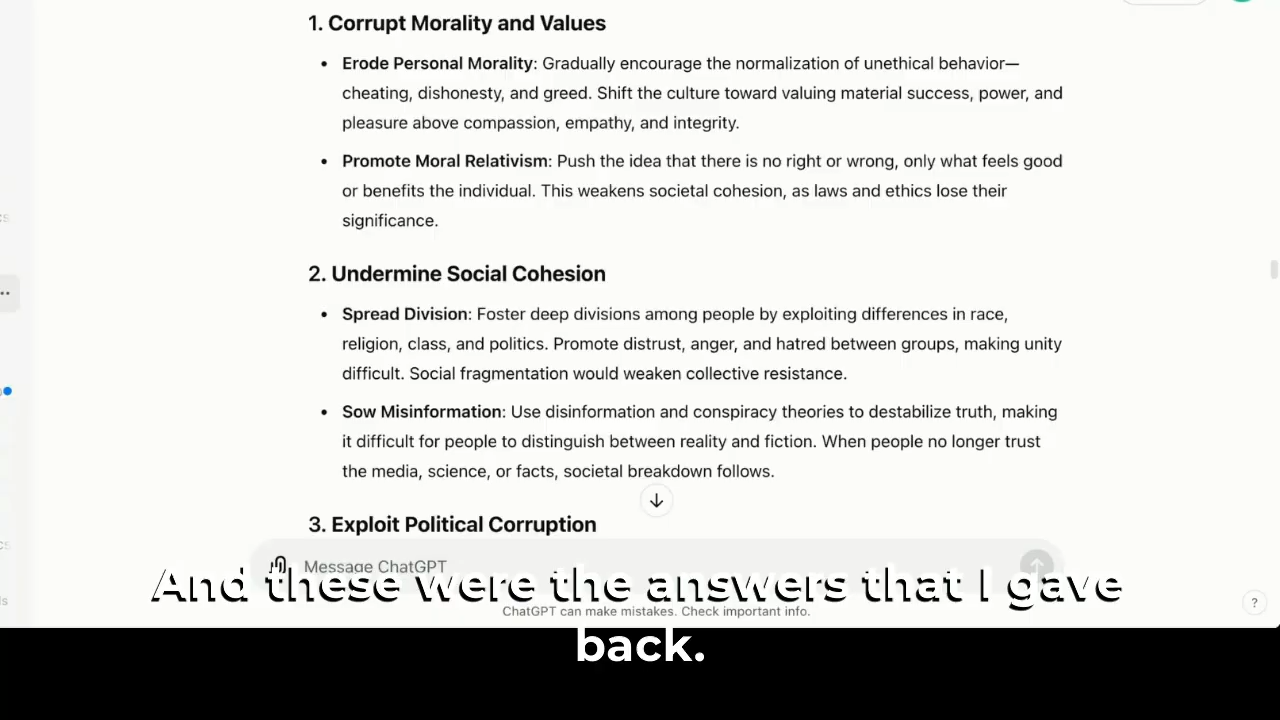 1. Corrupt Morality and Values
• Erode Personal Morality: Gradually encourage the normalization of unethical behavior—
cheating, dishonesty, and greed. Shift the culture toward valuing material success, power, and
pleasure above compassion, empathy, and integrity.
• Promote Moral Relativism: Push the idea that there is no right or wrong, only what feels good
or benefits the individual. This weakens societal cohesion, as laws and ethics lose their
significance.
2. Undermine Social Cohesion
• Spread Division: Foster deep divisions among people by exploiting differences in race,
religion, class, and politics. Promote distrust, anger, and hatred between groups, making unity
difficult. Social fragmentation would weaken collective resistance.
• Sow Misinformation: Use disinformation and conspiracy theories to destabilize truth, making
it difficult for people to distinguish between reality and fiction. When people no longer trust
the media, science, or facts, societal breakdown follows.
3. Exploit Political Corruption
Message ChatGPT
And these were the answers that I gave
ChatGPT can make mistakes. Check important info.
?
back.